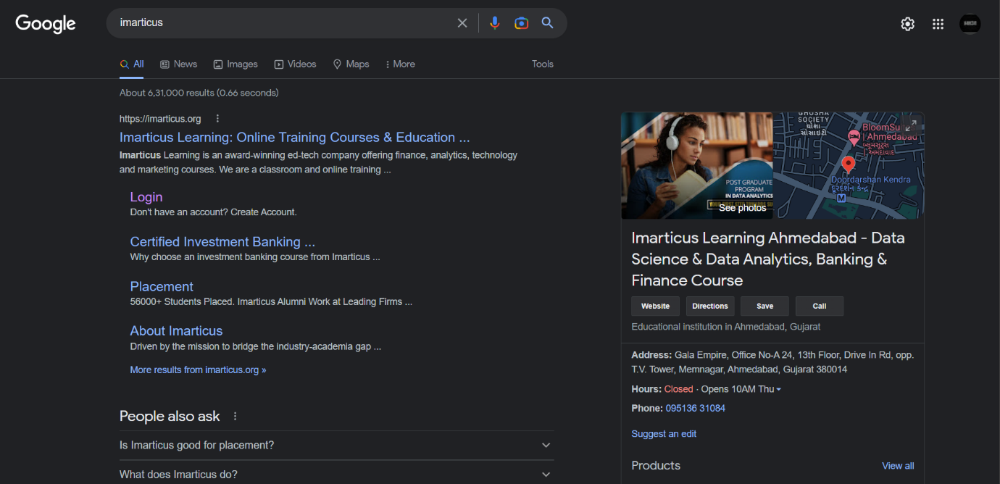 Google
imarticus
All
News
Images
Videos
Maps
More
Tools
About 6,31,000 results (0.66 seconds)
https://imarticus.org
Imarticus Learning: Online Training Courses & Education ...
Imarticus Learning is an award-winning ed-tech company offering finance, analytics, technology
and marketing courses. We are a classroom and online training ...
Login
Don't have an account? Create Account.
Certified Investment Banking ...
Why choose an investment banking course from Imarticus ...
Placement
56000+ Students Placed. Imarticus Alumni Work at Leading Firms ...
About Imarticus
Driven by the mission to bridge the industry-academia gap ...
More results from imarticus.org »
People also ask
Is Imarticus good for placement?
What does Imarticus do?
POST GRADUATE
PROGRAM
IN DATA ANALYTICS
See photos
SOCIETY
સોસાઇટી
BloomSu
| Ahmedabad
અમદાવાદ
Doordarshan Kendra
દૂરદર્શન કેન્દ્ર
M
Imarticus Learning Ahmedabad - Data
Science & Data Analytics, Banking &
Finance Course
Website
Directions
Save
Call
Educational institution in Ahmedabad, Gujarat
Address: Gala Empire, Office No-A 24, 13th Floor, Drive In Rd, opp.
T.V. Tower, Memnagar, Ahmedabad, Gujarat 380014
Hours: Closed · Opens 10AM Thu
Phone: 095136 31084
Suggest an edit
Products
View all